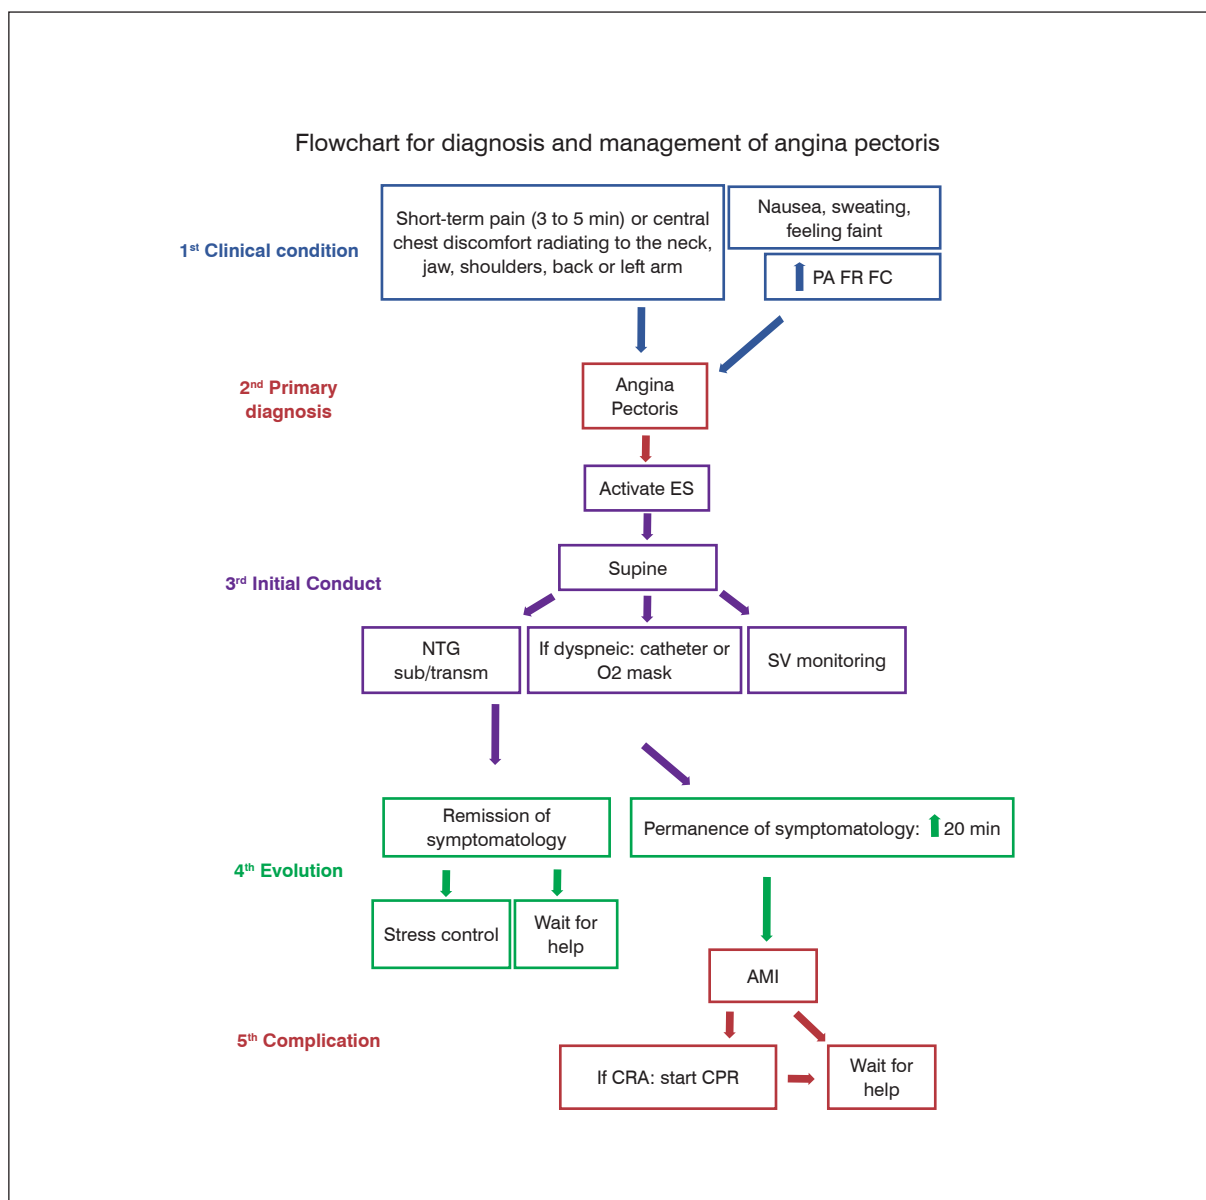 Flowchart for diagnosis and management of angina pectoris
1st Clinical condition
Short-term pain (3 to 5 min) or central
chest discomfort radiating to the neck,
jaw, shoulders, back or left arm
Nausea, sweating,
feeling faint
PA FR FC
2nd Primary
diagnosis
Angina
Pectoris
Activate ES
3rd Initial Conduct
Supine
NTG
sub/transm
If dyspneic: catheter or
O2 mask
SV monitoring
4th Evolution
Remission of
symptomatology
Permanence of symptomatology: 20 min
Stress control
Wait for
help
AMI
5th Complication
If CRA: start CPR
Wait for
help